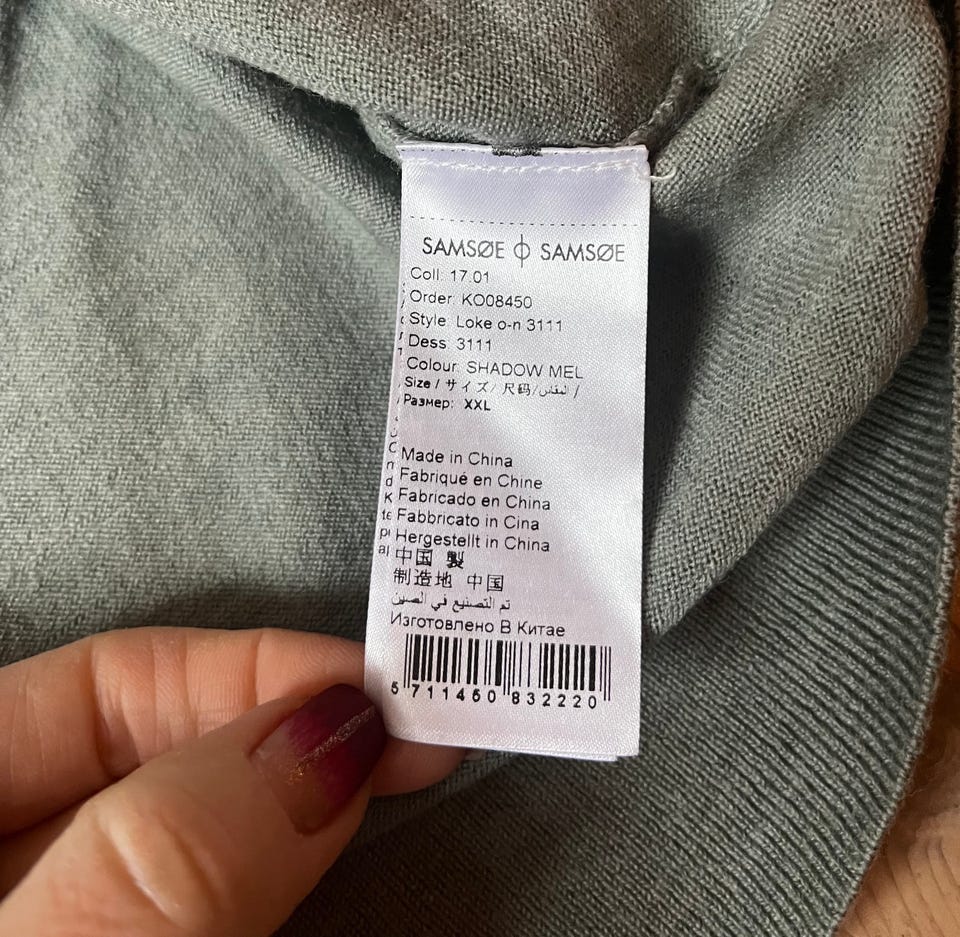 SAMSØE ϕ SAMSØE
Coll: 17.01
Order: KO08450
Style: Loke o-n 3111
Dess: 3111
Colour: SHADOW MEL
Size / サイズ / 尺码 / المقاس /
Размер: XXL
Made in China
Fabriqué en Chine
Fabricado en China
Fabbricato in Cina
Hergestellt in China
中国 製
制造地 中国
تم التصنيع في الصين
Изготовлено В Китае
5 711460 832220